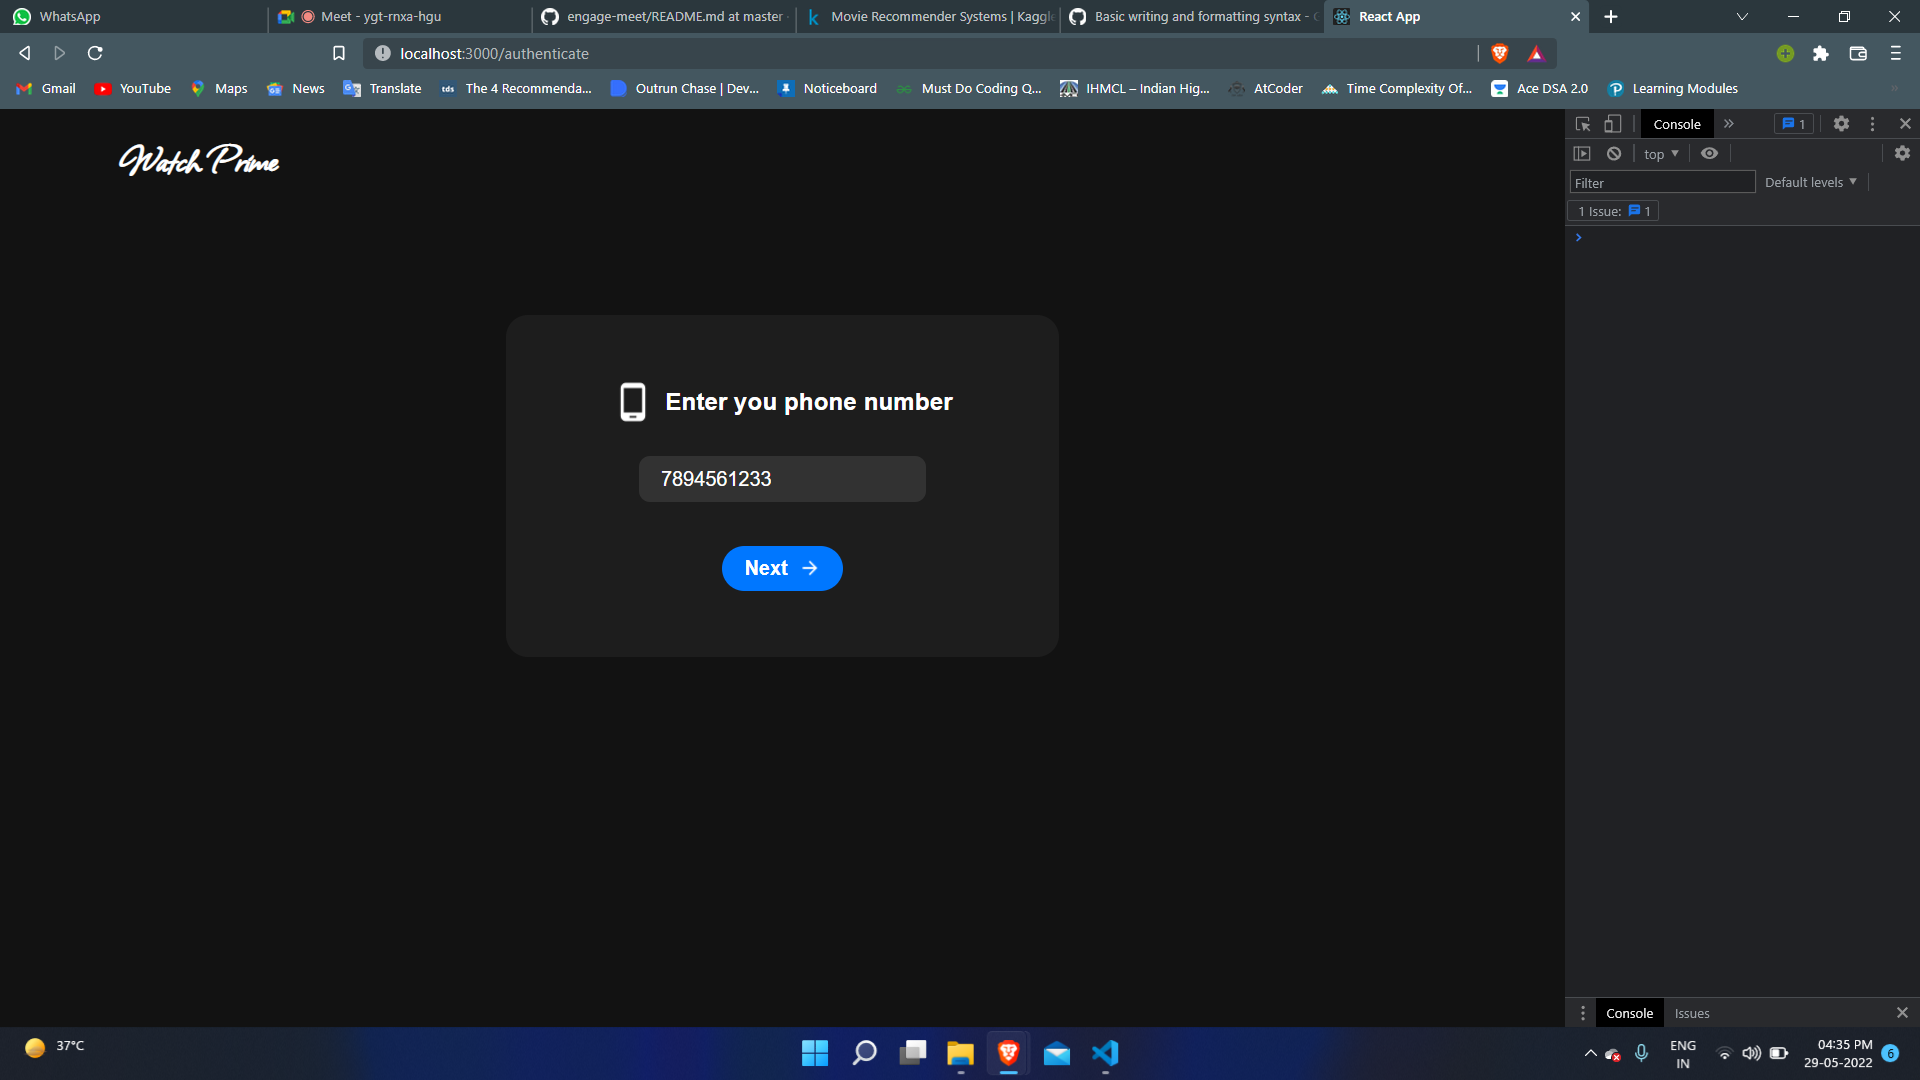 WhatsApp
Meet - ygt-rnxa-hgu
engage-meet/README.md at master
Movie Recommender Systems | Kaggle
Basic writing and formatting syntax -
React App
localhost:3000/authenticate
Gmail
YouTube
Maps
News
Translate
tds
The 4 Recommenda...
Outrun Chase | Dev...
Noticeboard
Must Do Coding Q...
IHMCL – Indian Hig...
AtCoder
Time Complexity Of...
Ace DSA 2.0
Learning Modules
Watch Prime
Console
1
top
Filter
Default levels
1 Issue: 1
Enter you phone number
7894561233
Next
Console
Issues
37°C
ENG
IN
04:35 PM
29-05-2022
6